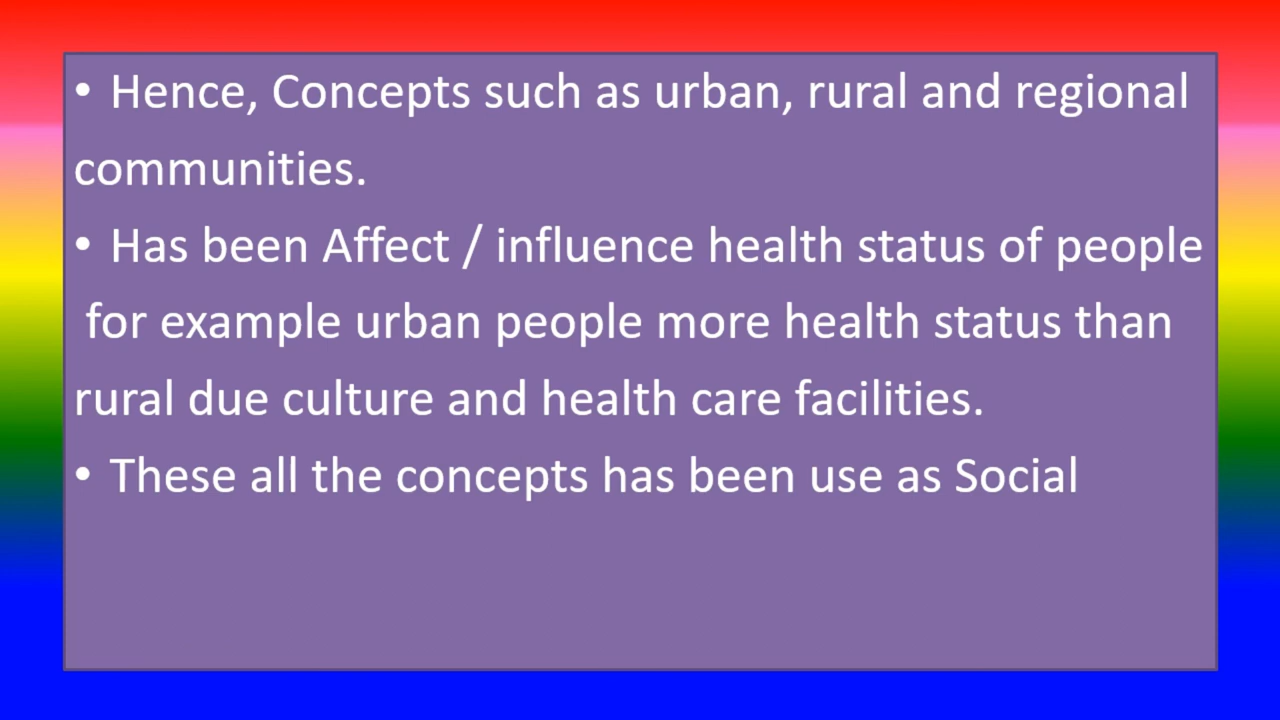 • Hence, Concepts such as urban, rural and regional
communities.
• Has been Affect / influence health status of people
for example urban people more health status than
rural due culture and health care facilities.
• These all the concepts has been use as Social